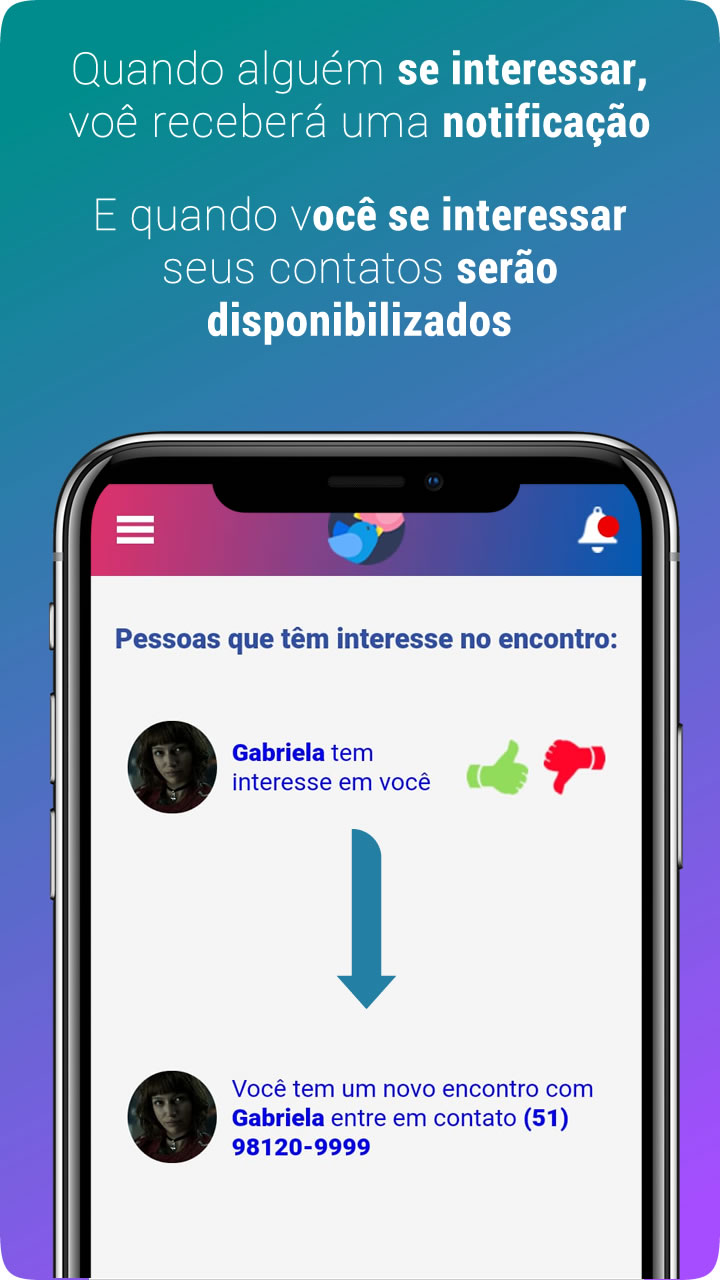 Quando alguém se interessar,
voê receberá uma notificação
E quando você se interessar
seus contatos serão
disponibilizados
Pessoas que têm interesse no encontro:
Gabriela tem
interesse em você
Você tem um novo encontro com
Gabriela entre em contato (51)
98120-9999